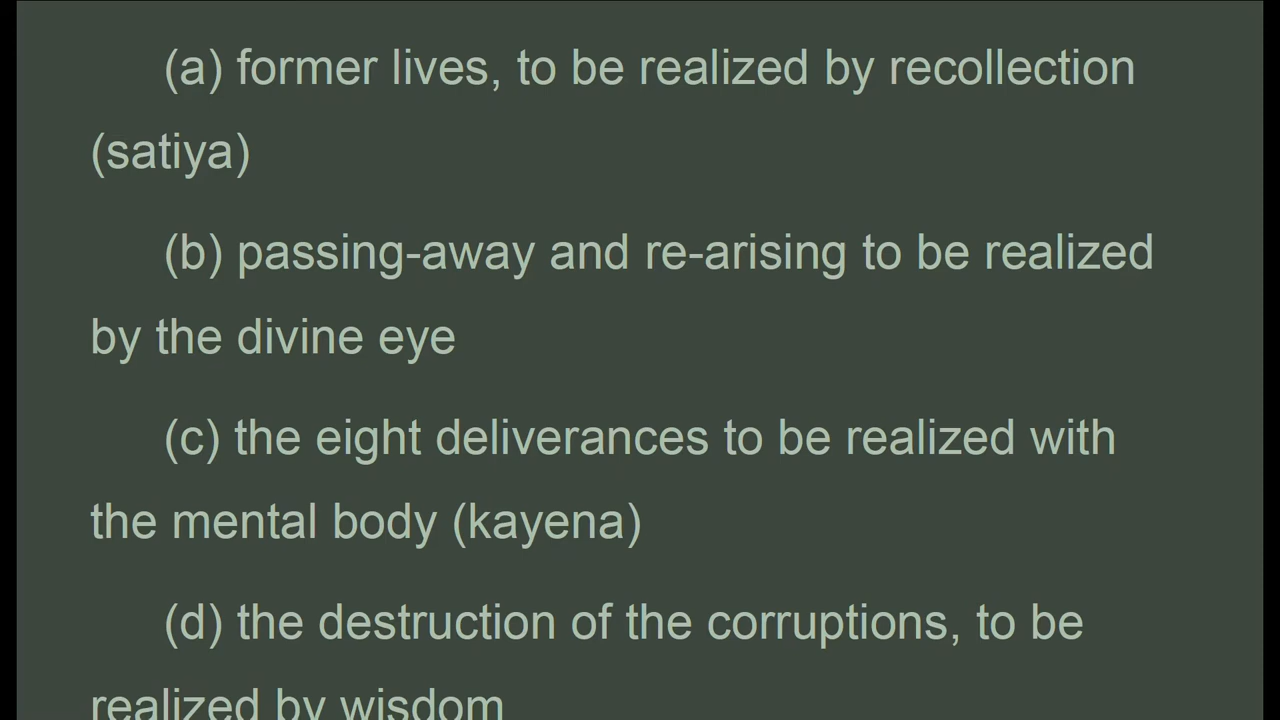 (a) former lives, to be realized by recollection
(satiya)
(b) passing-away and re-arising to be realized
by the divine eye
(c) the eight deliverances to be realized with
the mental body (kayena)
(d) the destruction of the corruptions, to be
realized by wisdom